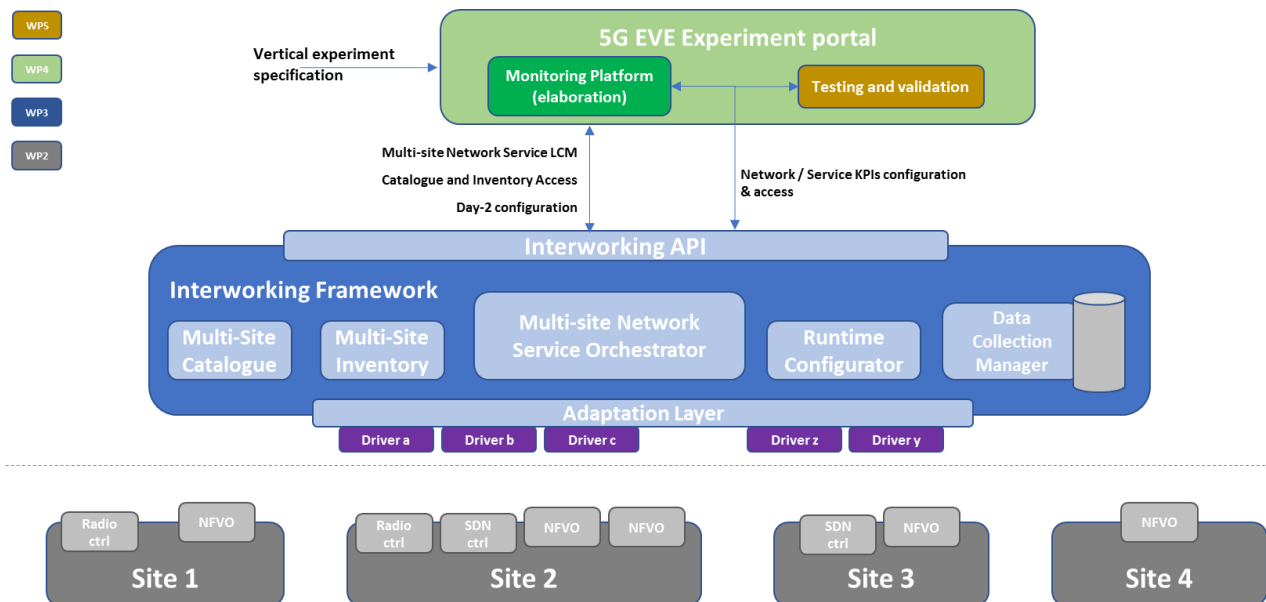 WP5
WP4
WP3
WP2
5G EVE Experiment portal
Vertical experiment
specification
Monitoring Platform
(elaboration)
Testing and validation
Multi-site Network Service LCM
Catalogue and Inventory Access
Day-2 configuration
Network / Service KPIs configuration
& access
Interworking API
Interworking Framework
Multi-Site
Catalogue
Multi-Site
Inventory
Multi-site Network
Service Orchestrator
Runtime
Configurator
Data
Collection
Manager
Adaptation Layer
Driver a
Driver b
Driver c
Driver z
Driver y
Radio
ctrl
NFVO
Site 1
Radio
ctrl
SDN
ctrl
NFVO
NFVO
Site 2
SDN
ctrl
NFVO
Site 3
NFVO
Site 4